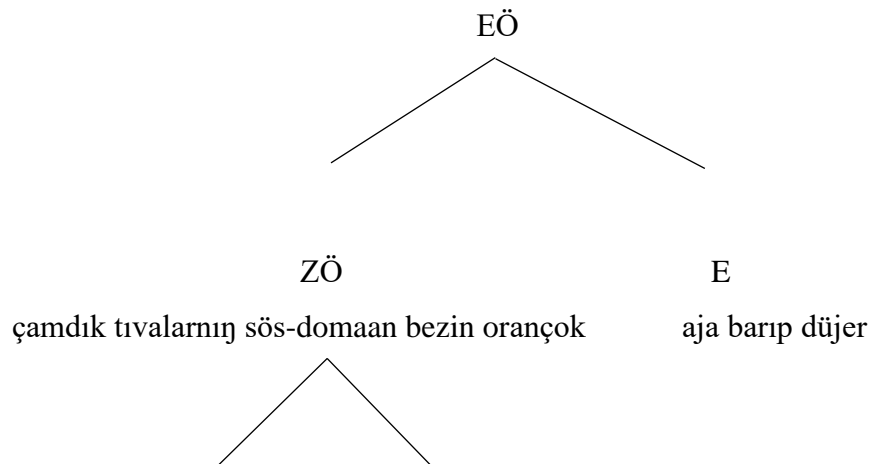 EÖ
ZÖ E
çamdık tıvalarnıŋ sös-domaan bezin orançok aja barıp düjer